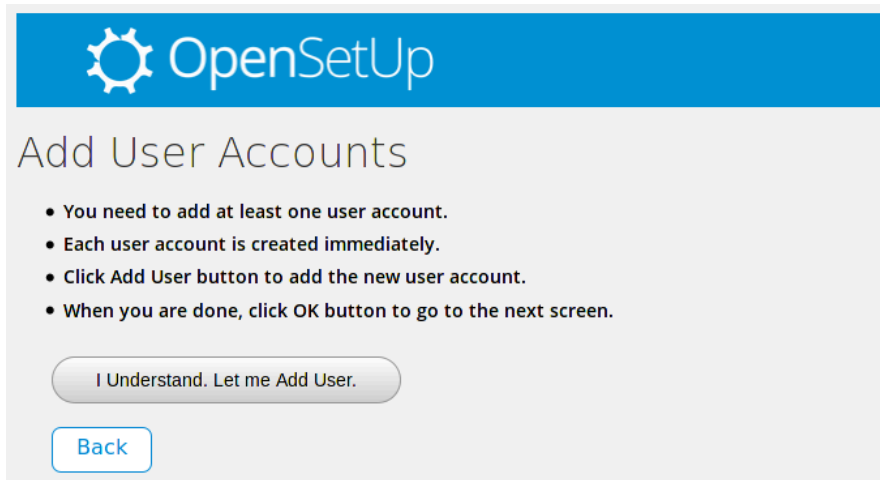 OpenSetUp
Add User Accounts
• You need to add at least one user account.
• Each user account is created immediately.
• Click Add User button to add the new user account.
• When you are done, click OK button to go to the next screen.
I Understand. Let me Add User.
Back